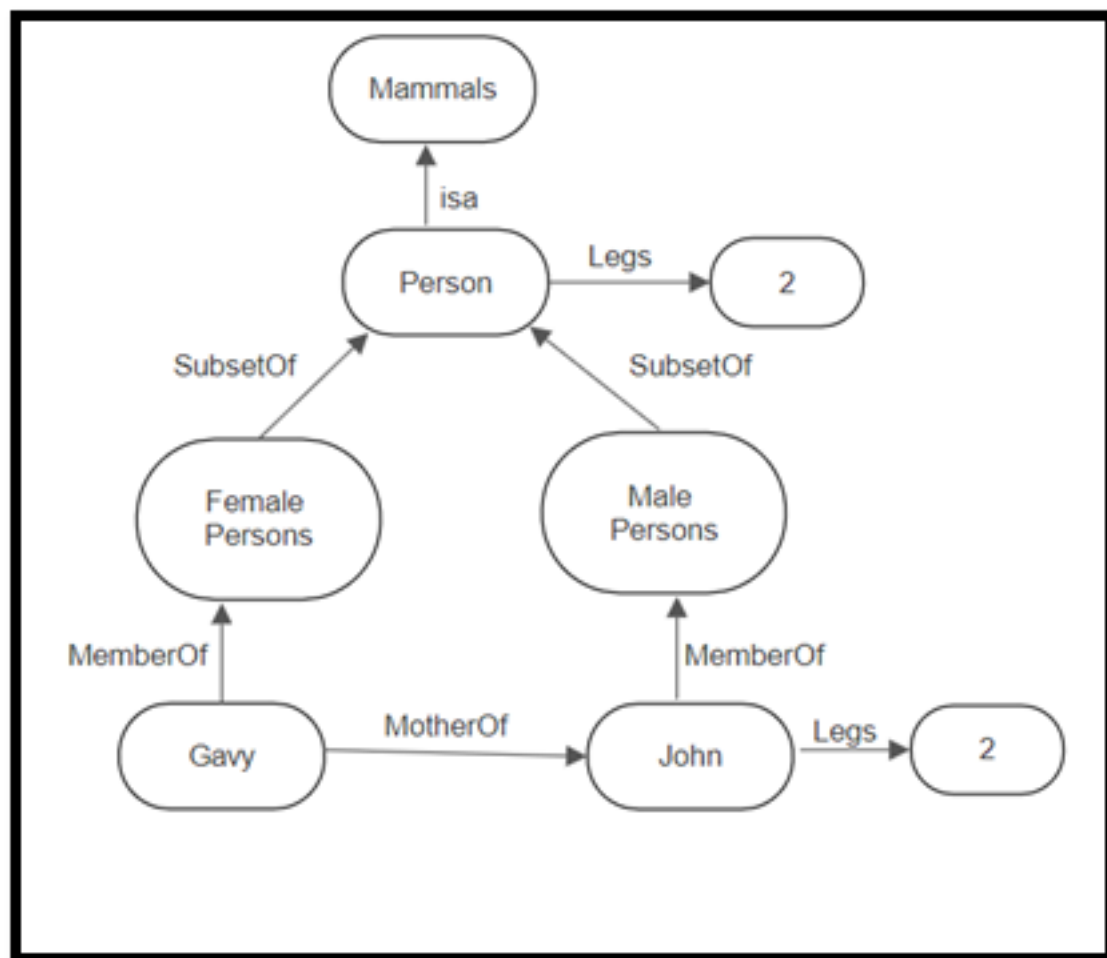 Mammals
isa
Person
Legs
2
SubsetOf
SubsetOf
Female
Persons
Male
Persons
MemberOf
MemberOf
Gavy
MotherOf
John
Legs
2